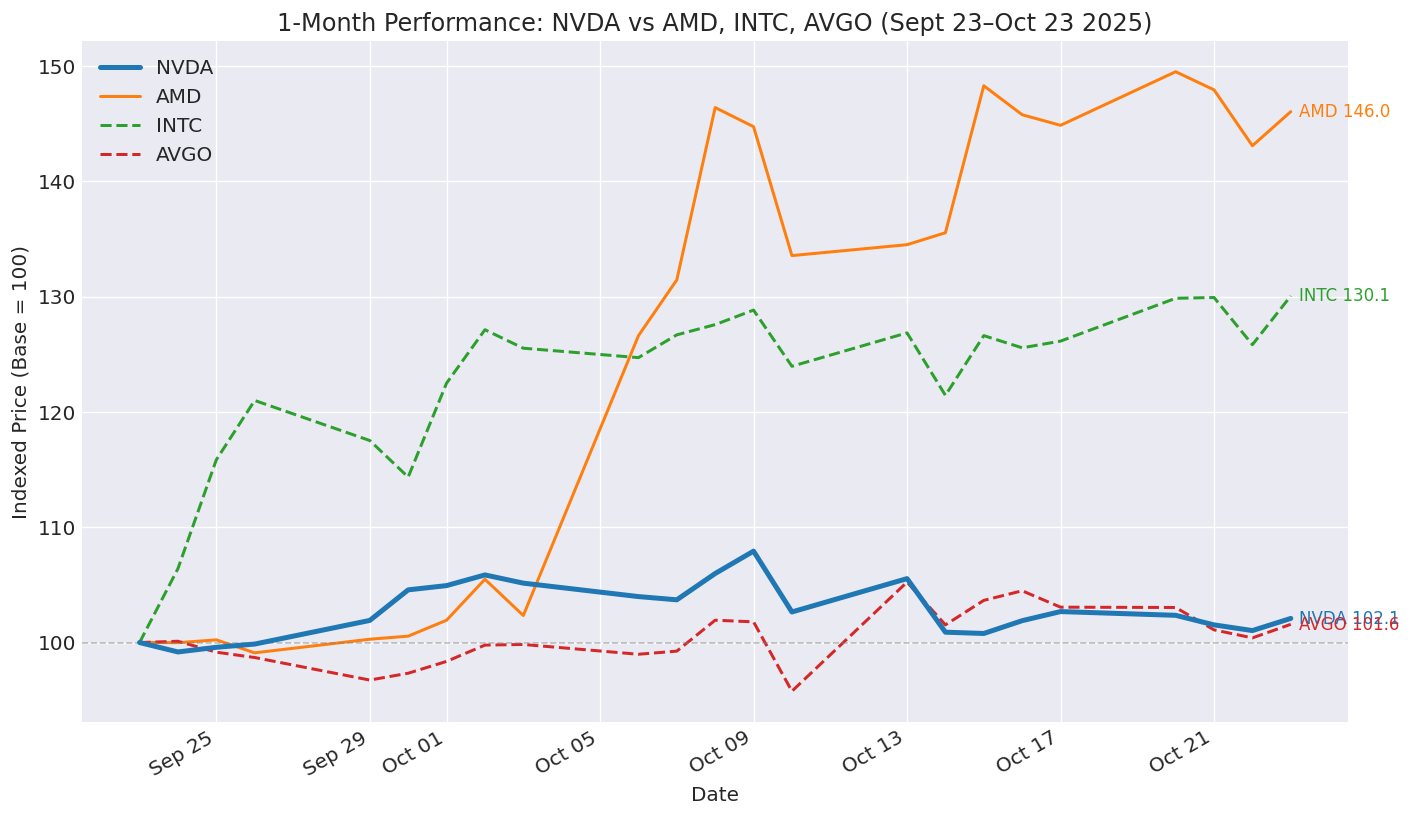 1-Month Performance: NVDA vs AMD, INTC, AVGO (Sept 23–Oct 23 2025)
NVDA
AMD
INTC
AVGO
150
140
130
120
110
100
Indexed Price (Base = 100)
AMD 146.0
INTC 130.1
NVDA 102.1
AVGO 101.6
Sep 25
Sep 29
Oct 01
Oct 05
Oct 09
Oct 13
Oct 17
Oct 21
Date